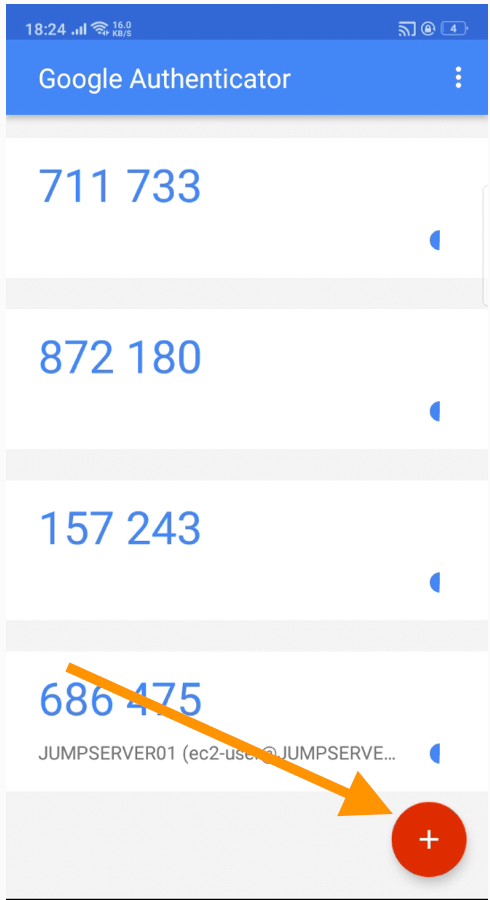 18:24 16.0 KB/S 4
Google Authenticator
711 733
872 180
157 243
686 475
JUMPSERVER01 (ec2-user@JUMPSERVE...
+